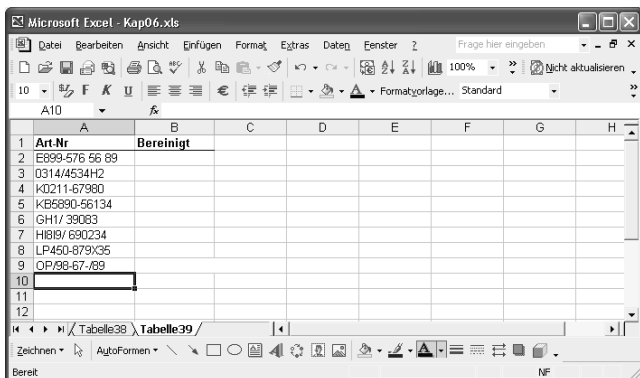 Microsoft Excel - Kap06.xls
Datei Bearbeiten Ansicht Einfügen Format Extras Daten Fenster ? Frage hier eingeben
100% Nicht aktualisieren
10 F K U € Formatvorlage... Standard
A10 fx
A B C D E F G H
1 Art-Nr Bereinigt
2 E899-576 56 89
3 0314/4534H2
4 K0211-67980
5 KB5890-56134
6 GH1/ 39083
7 HI8I9/ 690234
8 LP450-879X35
9 OP/98-67-/89
10
11
12
Tabelle38 Tabelle39
Zeichnen AutoFormen
Bereit NF